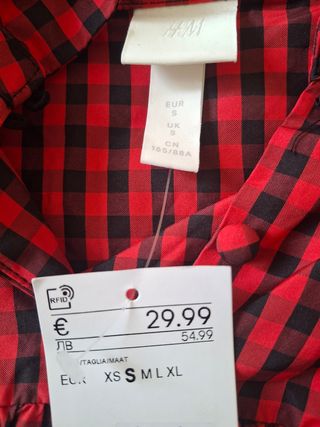 H&M
EUR
S
UK
S
CN
165/88A
RFID
€ 29.99
ЛВ 54.99
/TAGLIA/MAAT
EUR XS S M L XL